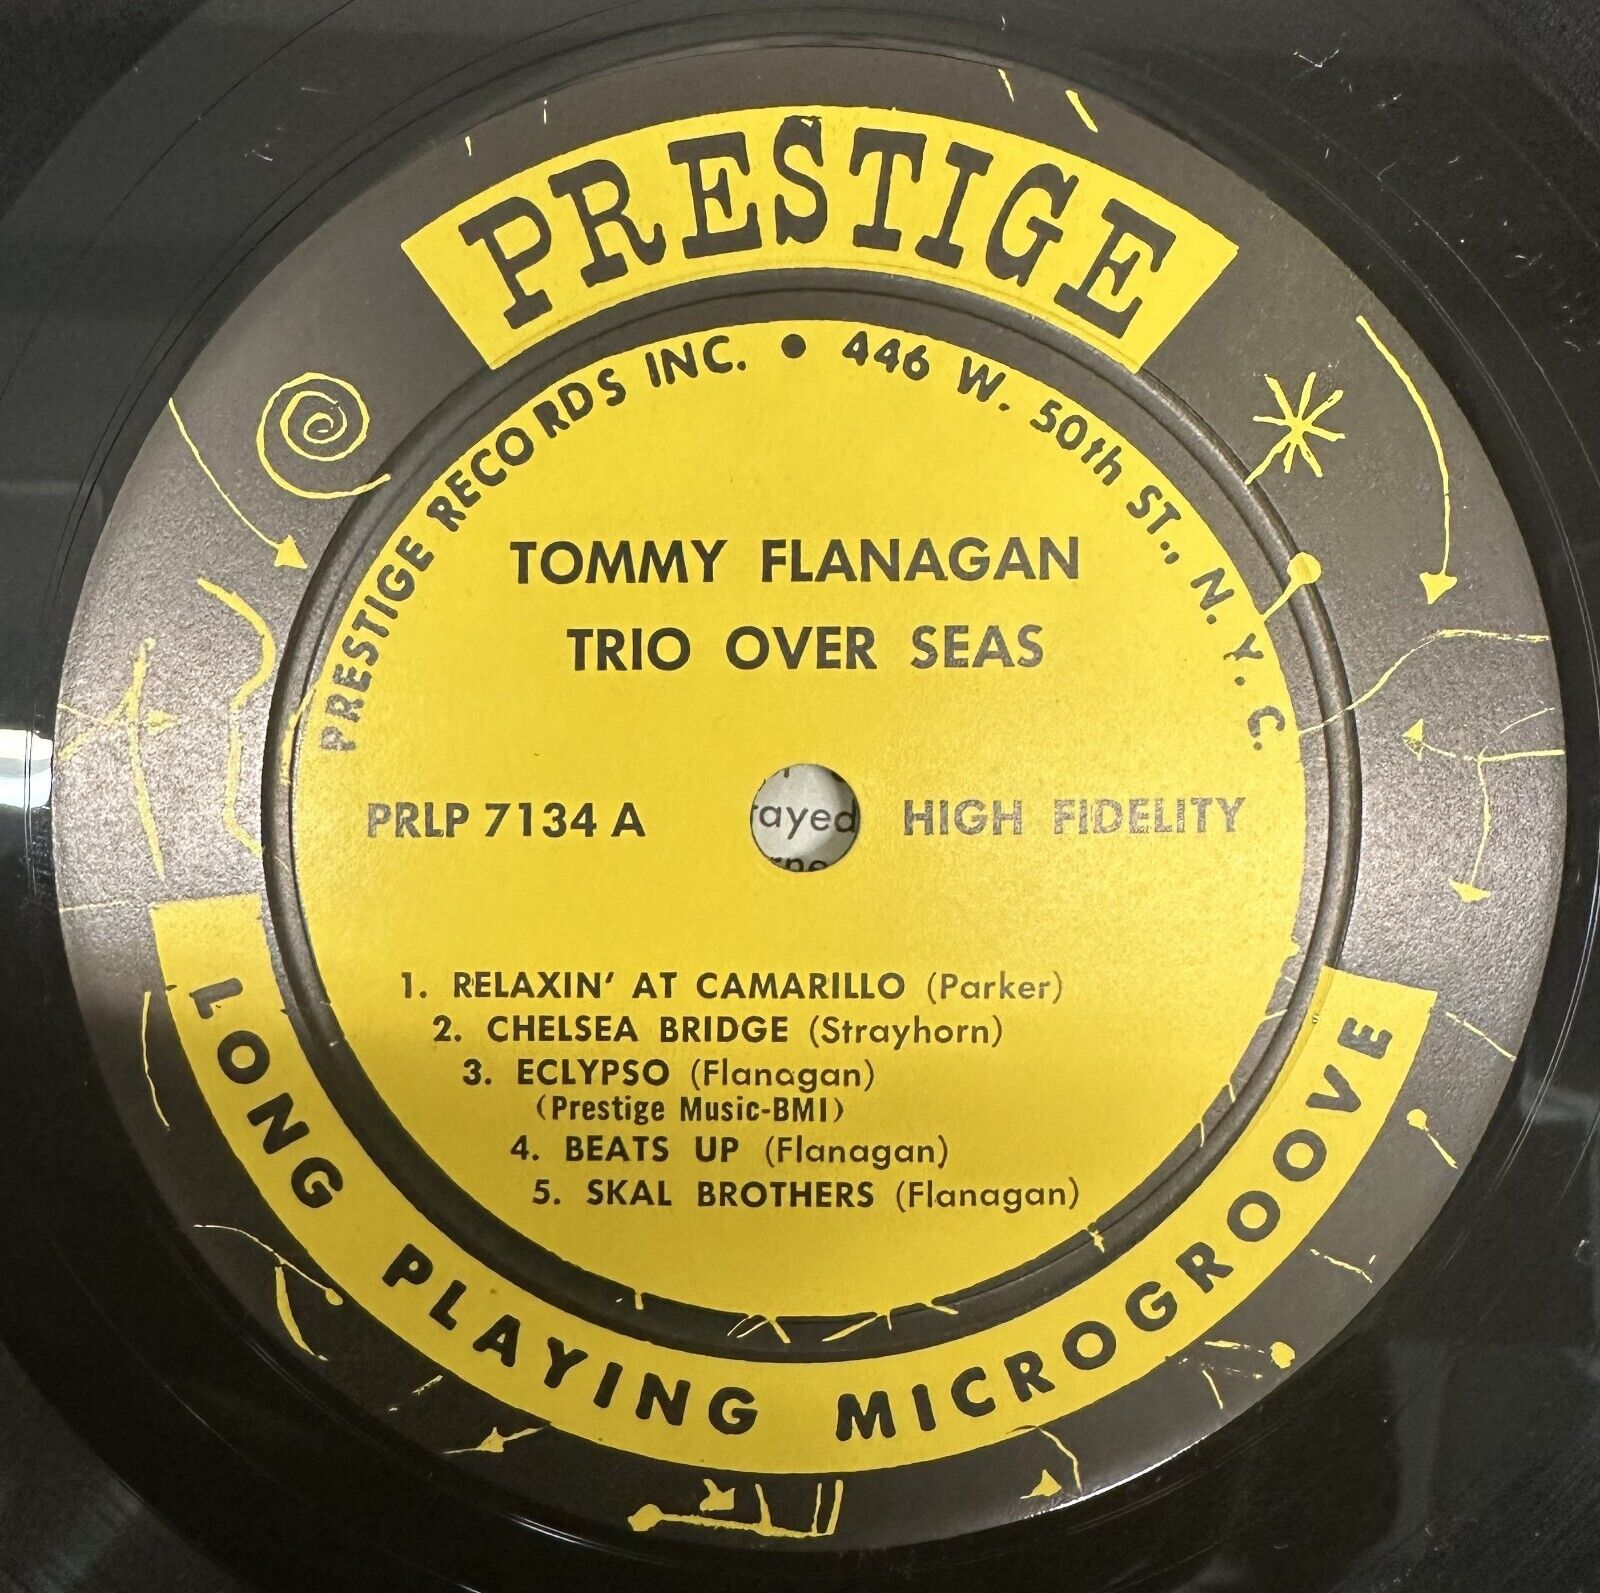 PRESTIGE
PRESTIGE RECORDS INC. • 446 W. 50th ST., N. Y. C.
TOMMY FLANAGAN
TRIO OVER SEAS
PRLP 7134 A
rayed
HIGH FIDELITY
1. RELAXIN' AT CAMARILLO (Parker)
2. CHELSEA BRIDGE (Strayhorn)
3. ECLYPSO (Flanagan)
(Prestige Music-BMI)
4. BEATS UP (Flanagan)
5. SKAL BROTHERS (Flanagan)
LONG PLAYING MICROGROOVE